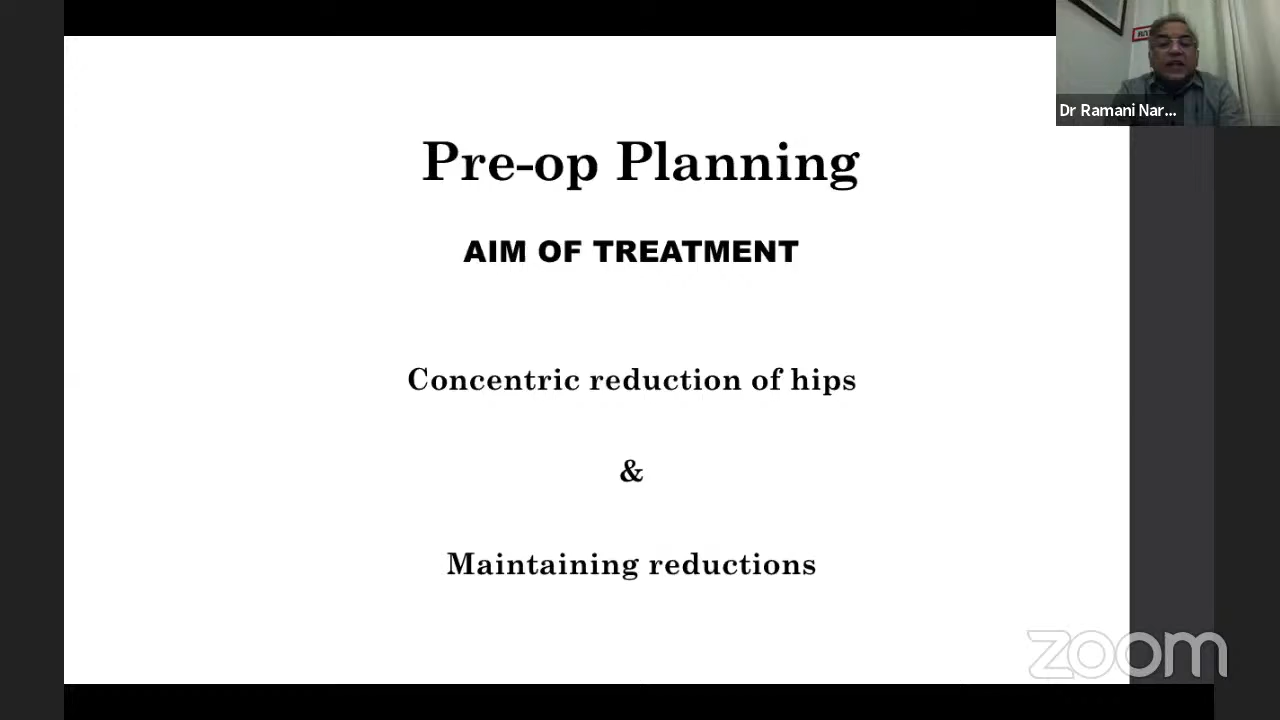 Pre-op Planning
AIM OF TREATMENT
Concentric reduction of hips
&
Maintaining reductions
Dr Ramani Nar...
zoom